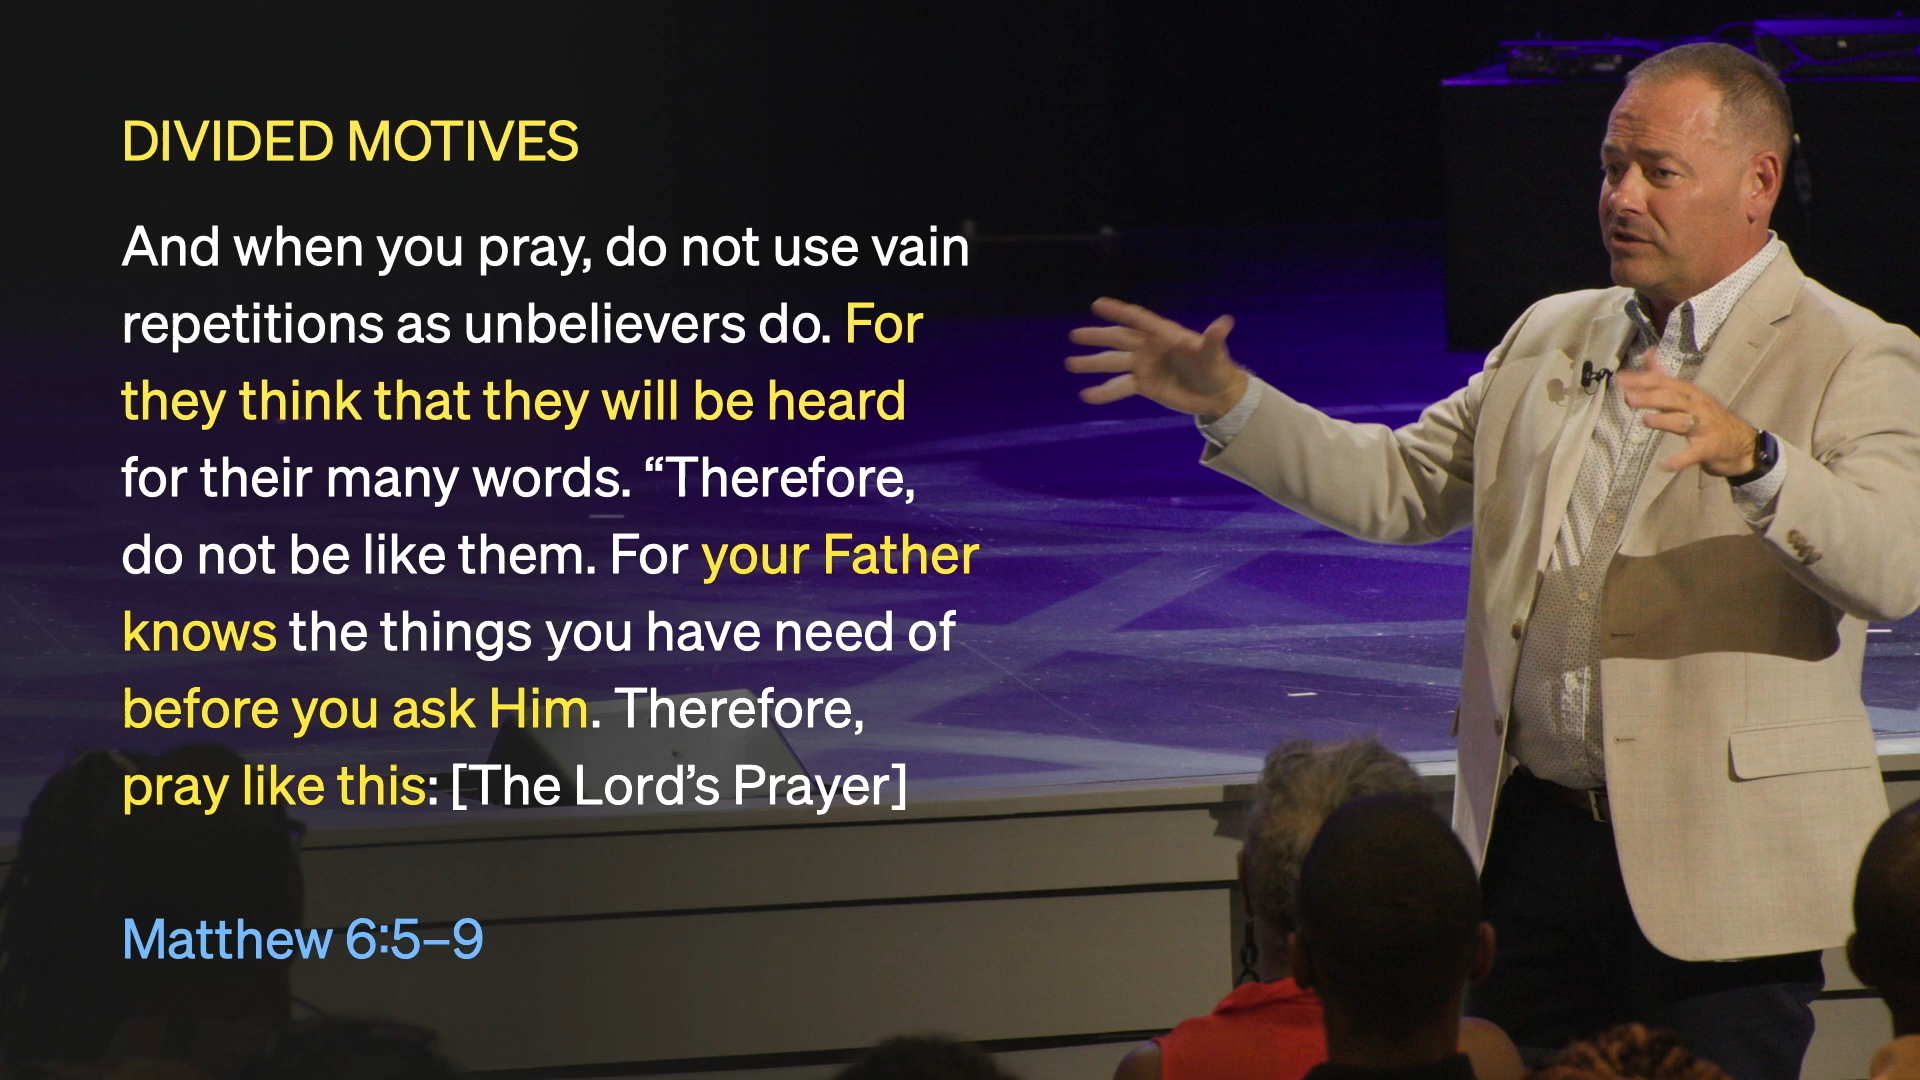 DIVIDED MOTIVES
And when you pray, do not use vain
repetitions as unbelievers do. For
they think that they will be heard
for their many words. “Therefore,
do not be like them. For your Father
knows the things you have need of
before you ask Him. Therefore,
pray like this: [The Lord’s Prayer]
Matthew 6:5–9